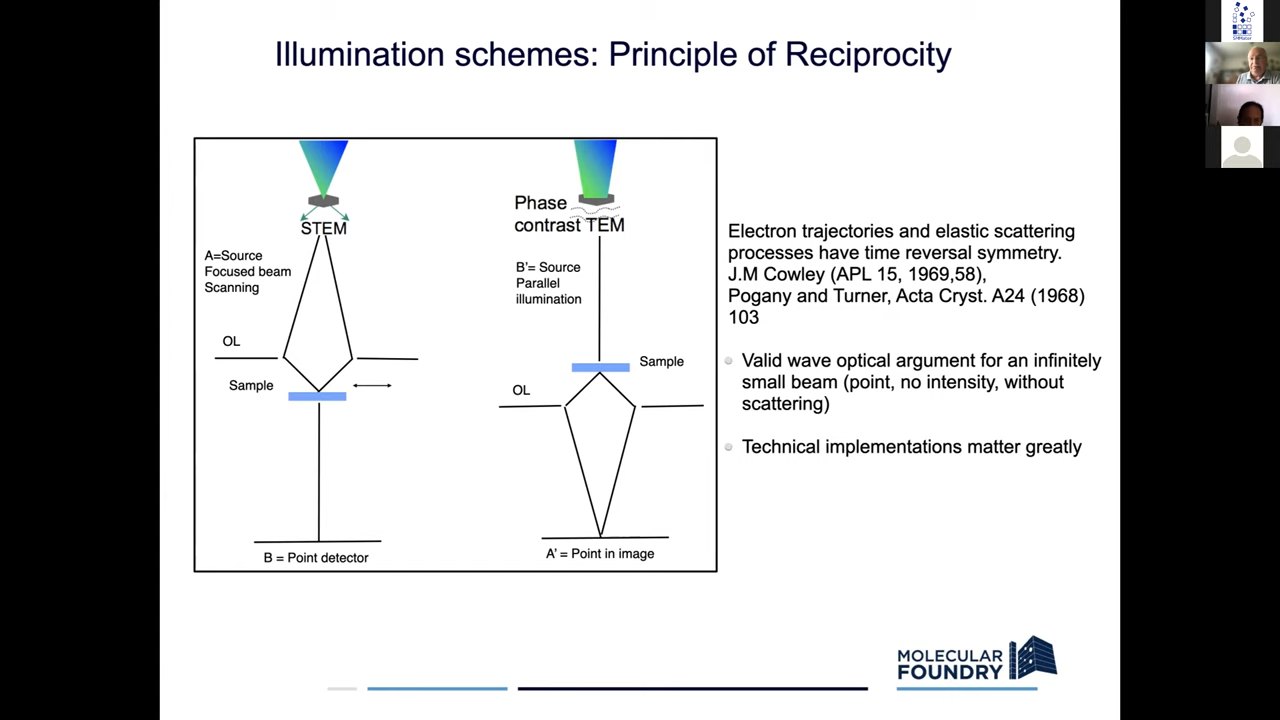 Illumination schemes: Principle of Reciprocity
STEM
A=Source
Focused beam
Scanning
OL
Sample
B = Point detector
Phase
contrast TEM
B’= Source
Parallel
illumination
Sample
OL
A’ = Point in image
Electron trajectories and elastic scattering
processes have time reversal symmetry.
J.M Cowley (APL 15, 1969,58),
Pogany and Turner, Acta Cryst. A24 (1968)
103
Valid wave optical argument for an infinitely
small beam (point, no intensity, without
scattering)
Technical implementations matter greatly
MOLECULAR
FOUNDRY